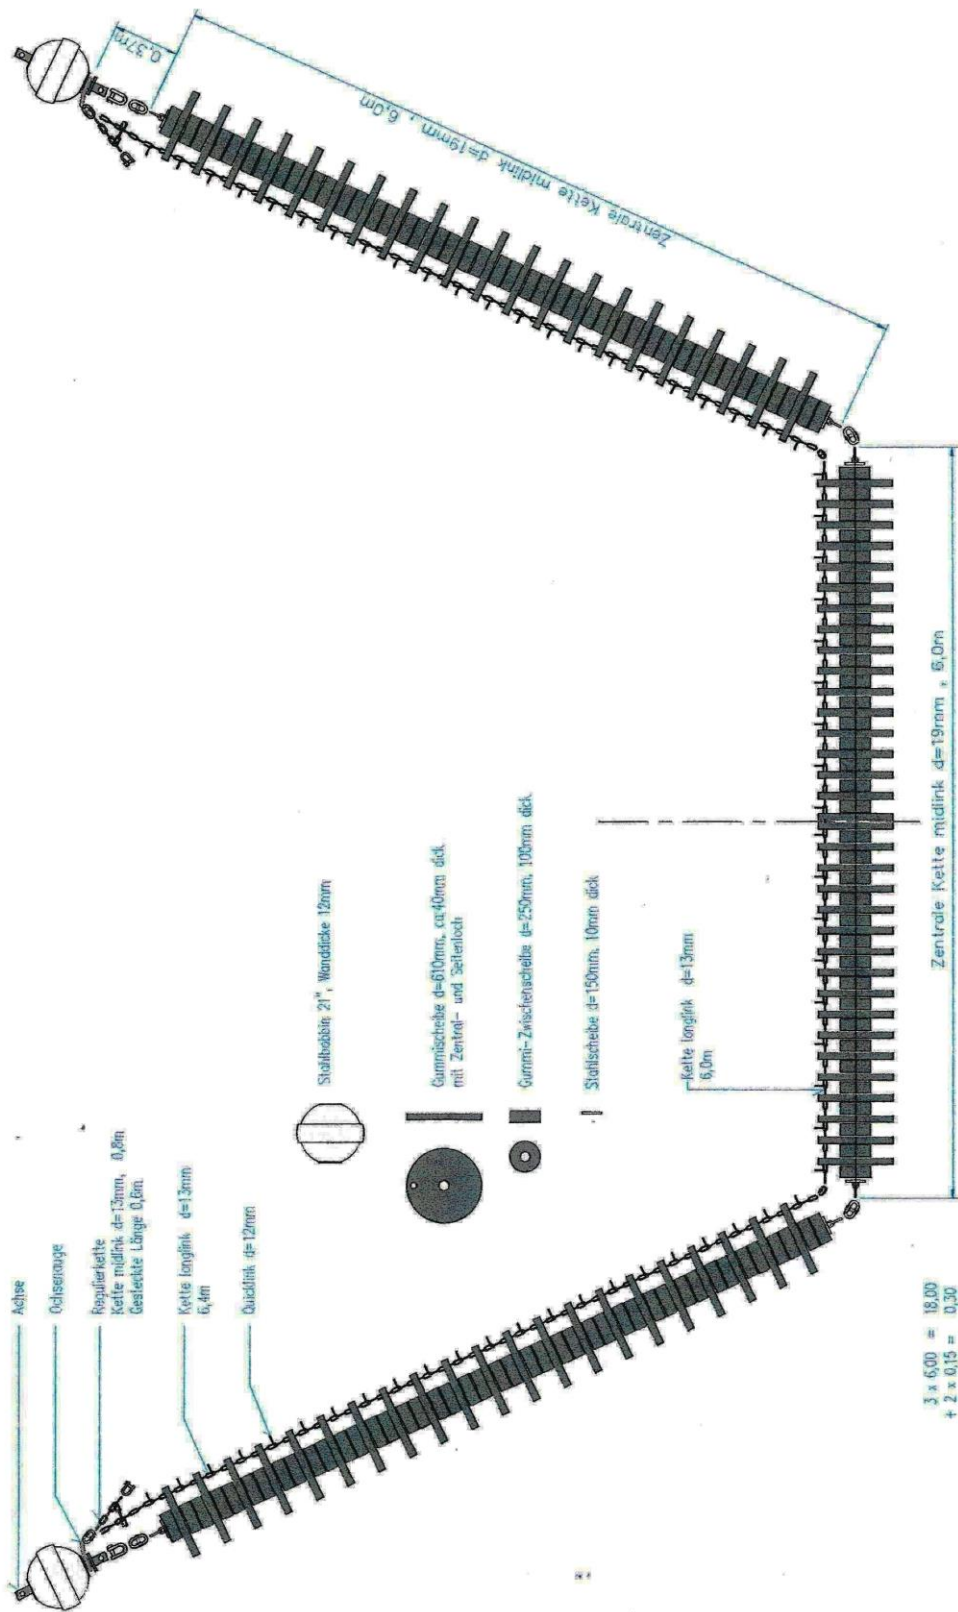 Achse
Ochsenauge
Regulierkette
Kette midlink d=13mm, 0,8m
Gestreckte Länge 0,6m
Kette longlink d=13mm
6,4m
Quicklink d=12mm
Stahlbobbin 21", Wanddicke 12mm
Gummischeibe d=610mm, ca.40mm dick
mit Zentral- und Seitenloch
Gummi-Zwischenscheibe d=250mm, 100mm dick
Stahlscheibe d=150mm, 10mm dick
Kette longlink d=13mm
6,0m
0,37m
Zentrale Kette midlink d=19mm , 6,0m
Zentrale Kette midlink d=19mm , 6,0m
3 x 6,00 = 18,00
+ 2 x 0,15 = 0,30